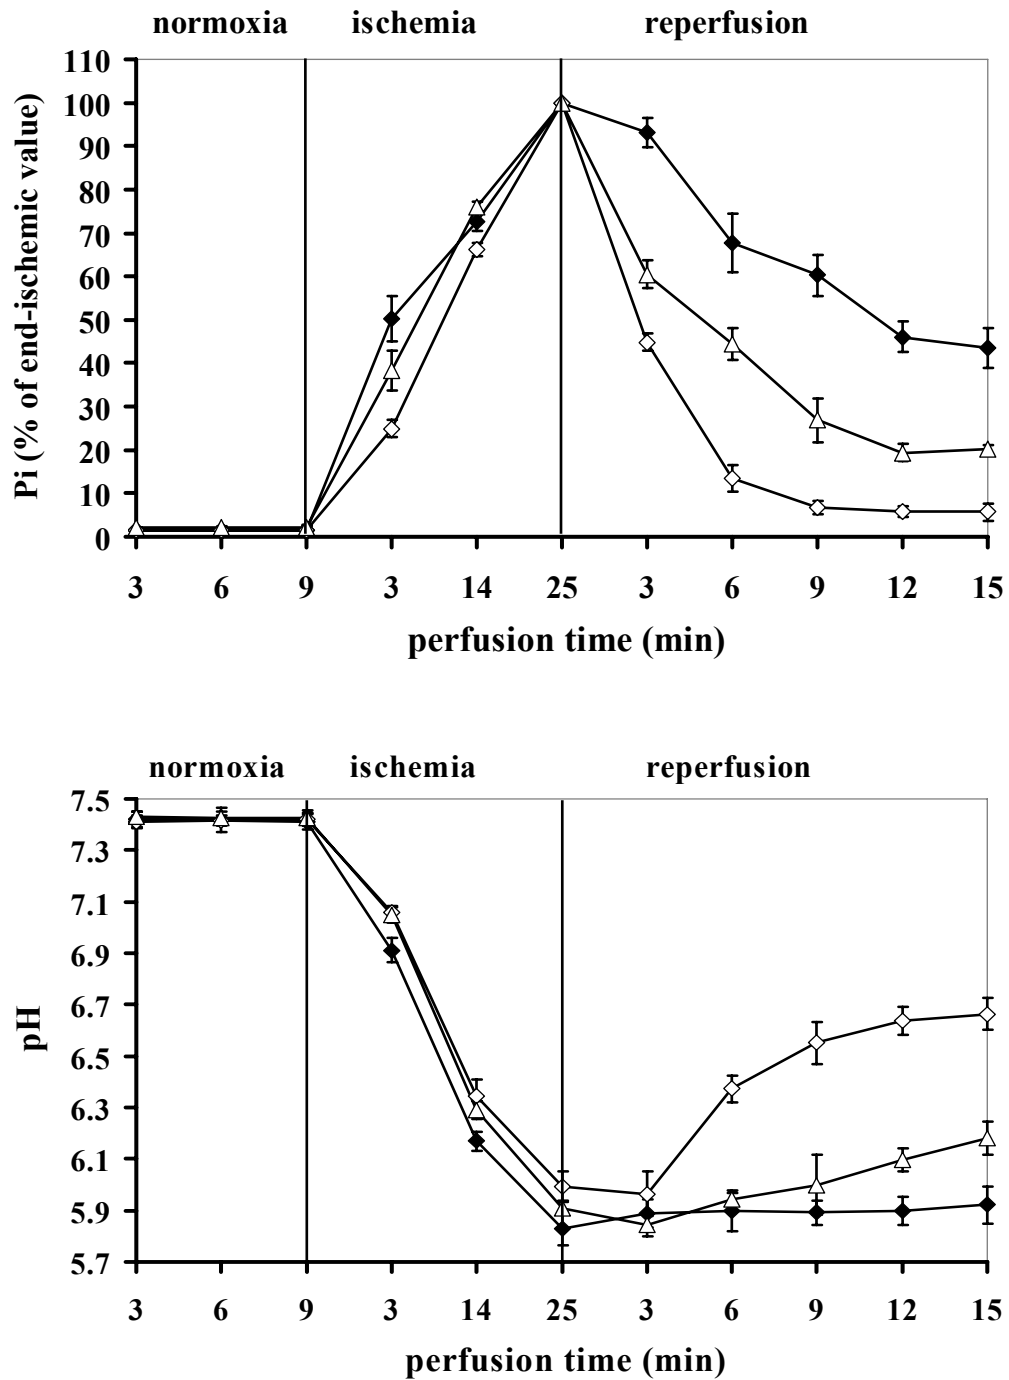 normoxia ischemia reperfusion
110
100
90
80
70
60
50
40
30
20
10
0
Pi (% of end-ischemic value)
3 6 9 3 14 25 3 6 9 12 15
perfusion time (min)
normoxia ischemia reperfusion
7.5
7.3
7.1
6.9
6.7
6.5
6.3
6.1
5.9
5.7
pH
3 6 9 3 14 25 3 6 9 12 15
perfusion time (min)